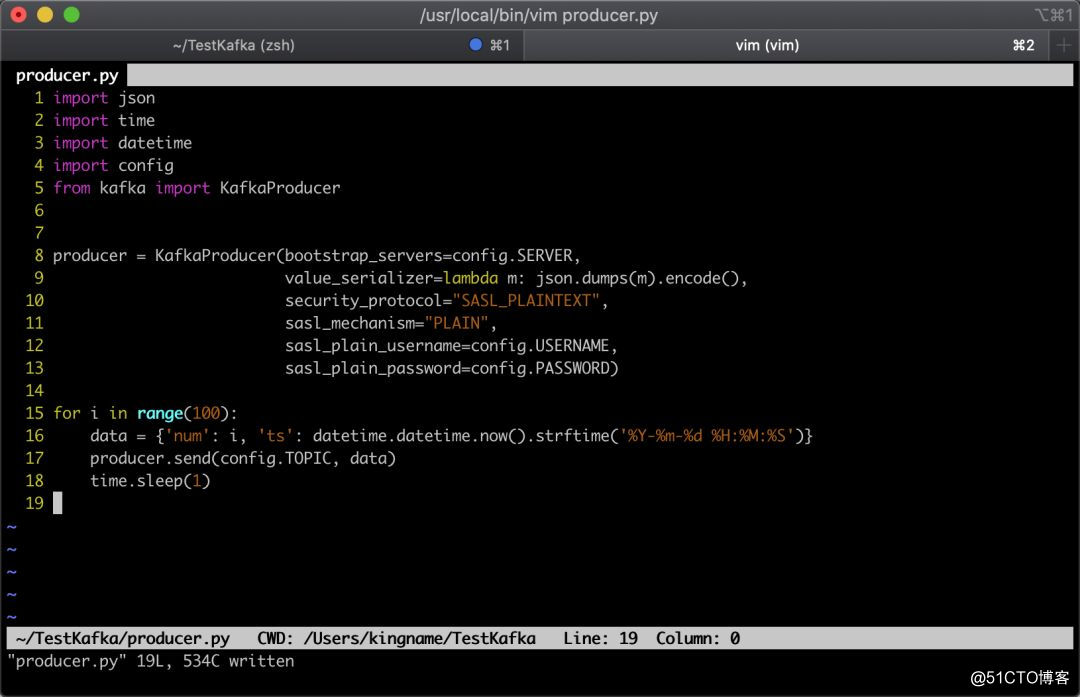 /usr/local/bin/vim producer.py ⌥⌘1
~/TestKafka (zsh) ⌘1 vim (vim) ⌘2 +
producer.py
1 import json
2 import time
3 import datetime
4 import config
5 from kafka import KafkaProducer
6
7
8 producer = KafkaProducer(bootstrap_servers=config.SERVER,
9                          value_serializer=lambda m: json.dumps(m).encode(),
10                          security_protocol="SASL_PLAINTEXT",
11                          sasl_mechanism="PLAIN",
12                          sasl_plain_username=config.USERNAME,
13                          sasl_plain_password=config.PASSWORD)
14
15 for i in range(100):
16     data = {'num': i, 'ts': datetime.datetime.now().strftime('%Y-%m-%d %H:%M:%S')}
17     producer.send(config.TOPIC, data)
18     time.sleep(1)
19
~
~
~
~
~
~/TestKafka/producer.py   CWD: /Users/kingname/TestKafka   Line: 19  Column: 0
"producer.py" 19L, 534C written
@51CTO博客